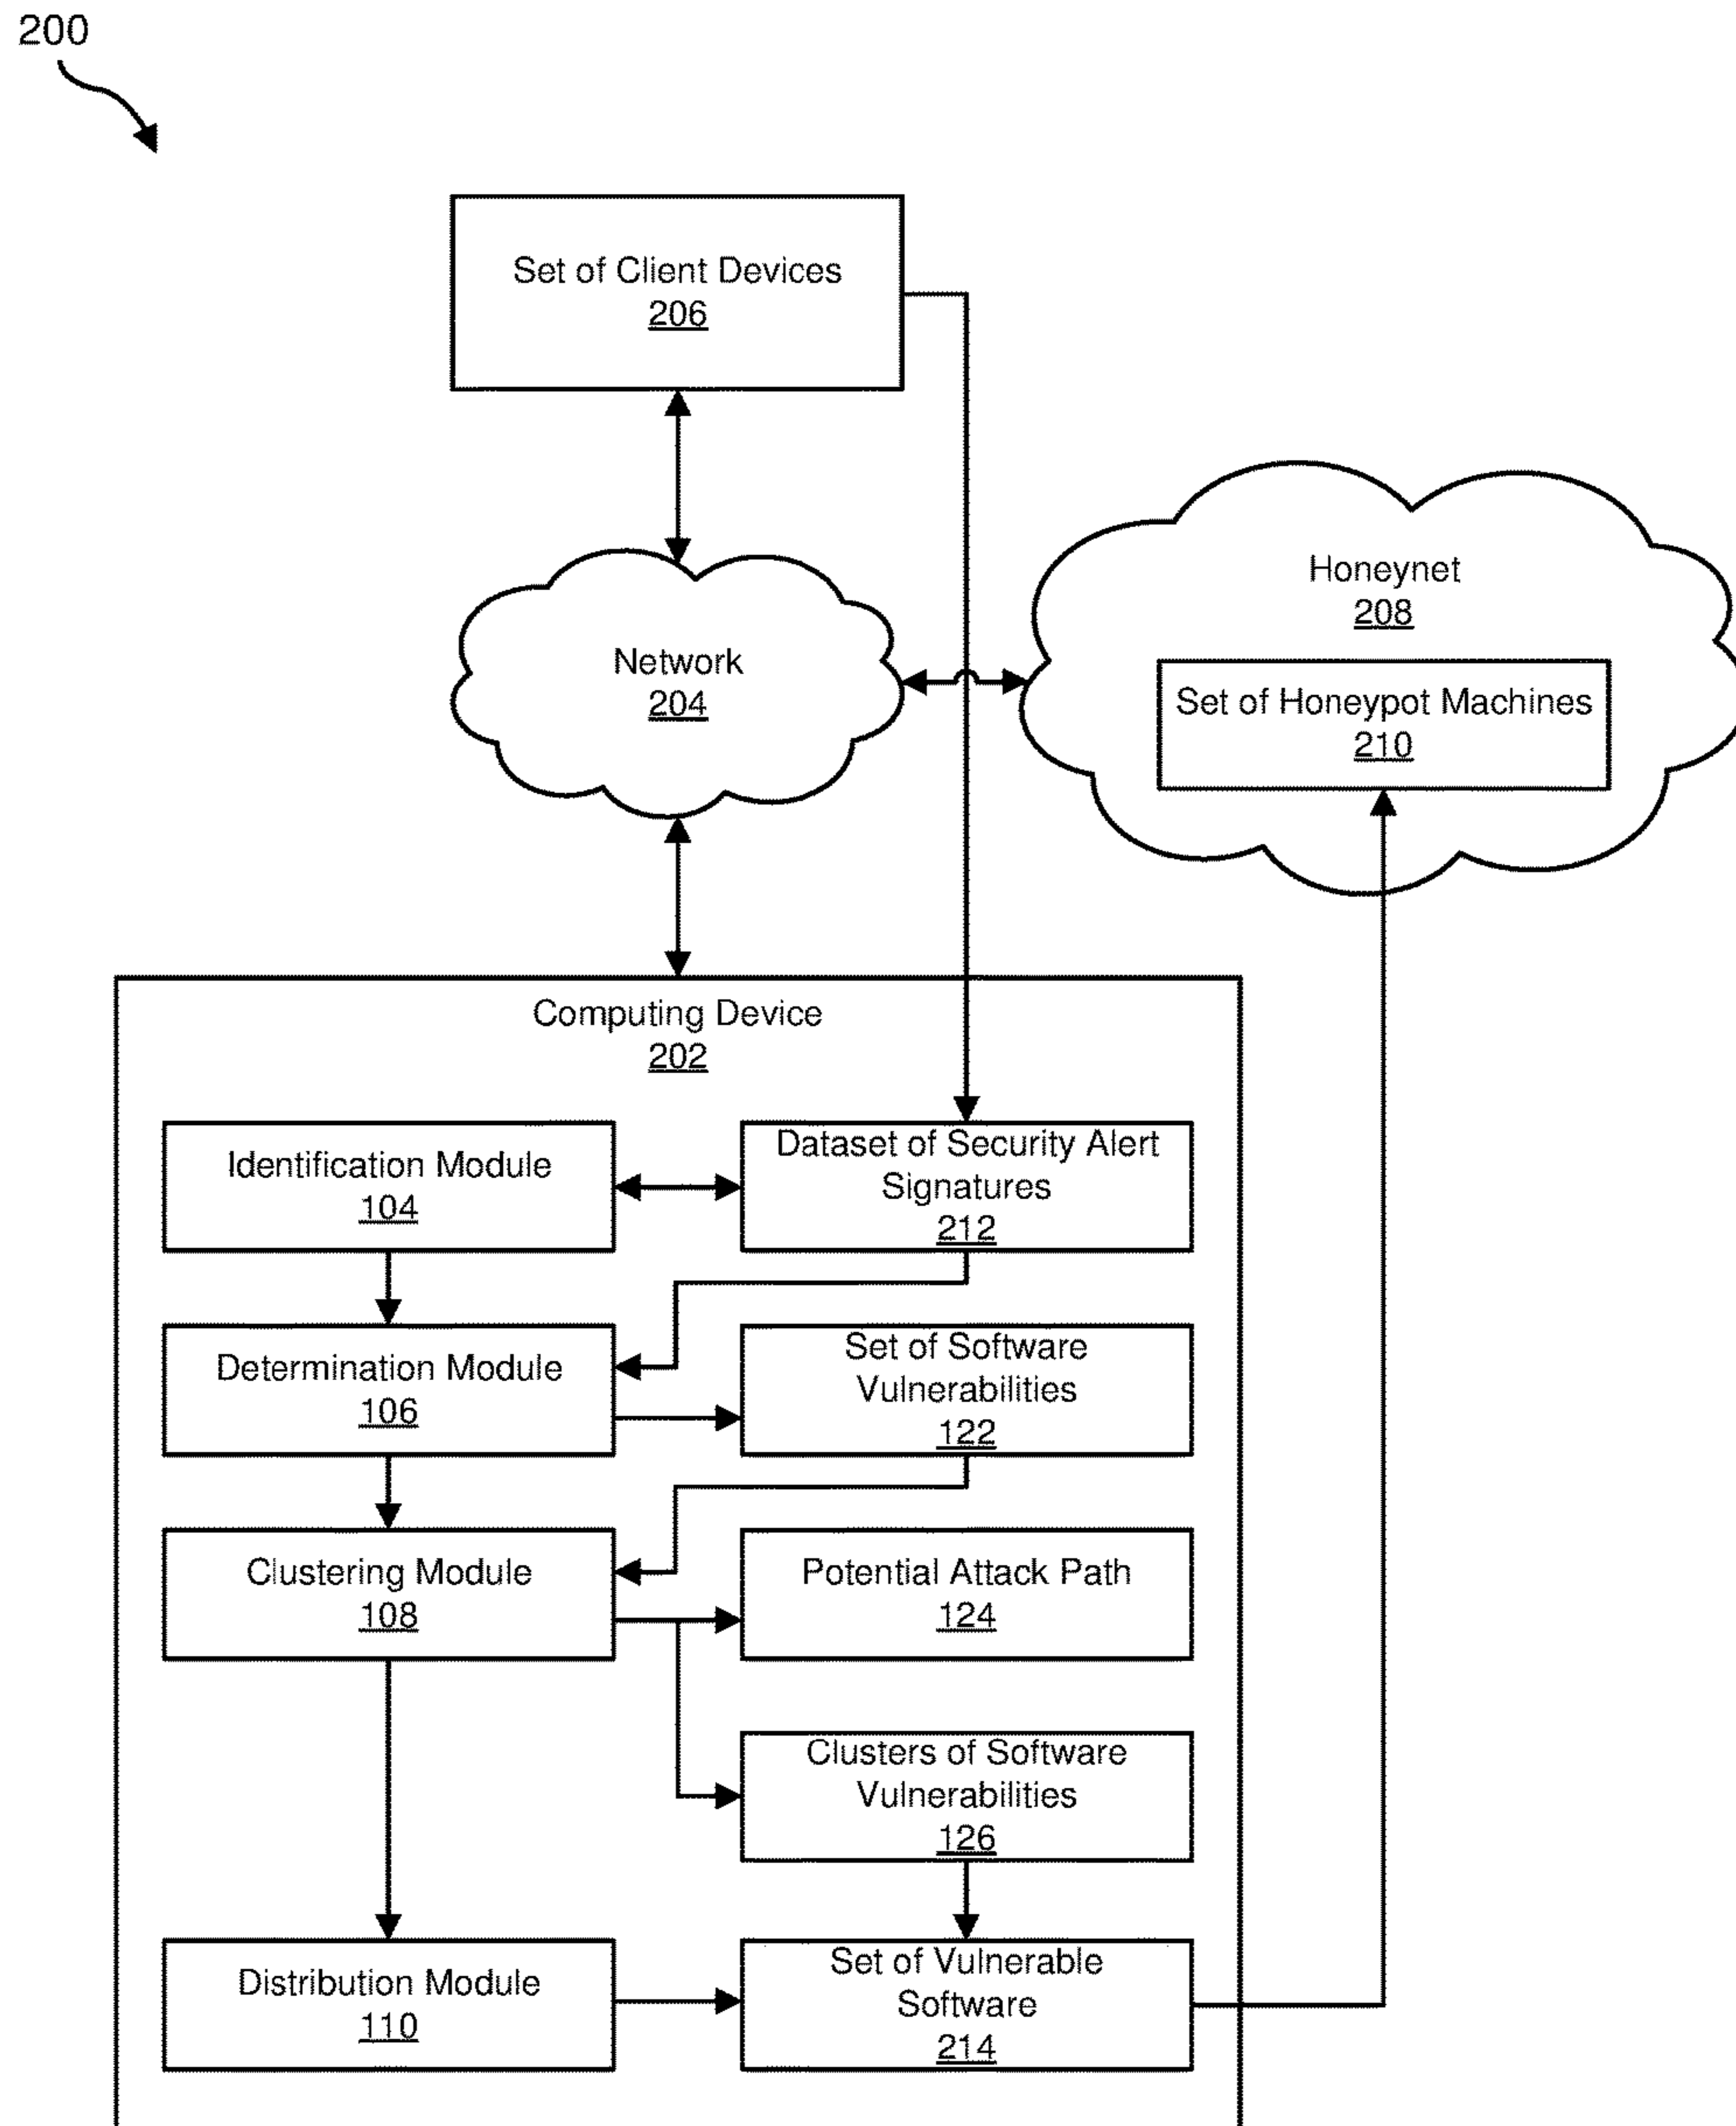 200
Set of Client Devices
206
Honeynet
208
Network
204
Set of Honeypot Machines
210
Computing Device
202
Identification Module
104
Dataset of Security Alert
Signatures
212
Determination Module
106
Set of Software
Vulnerabilities
122
Clustering Module
108
Potential Attack Path
124
Clusters of Software
Vulnerabilities
126
Distribution Module
110
Set of Vulnerable
Software
214